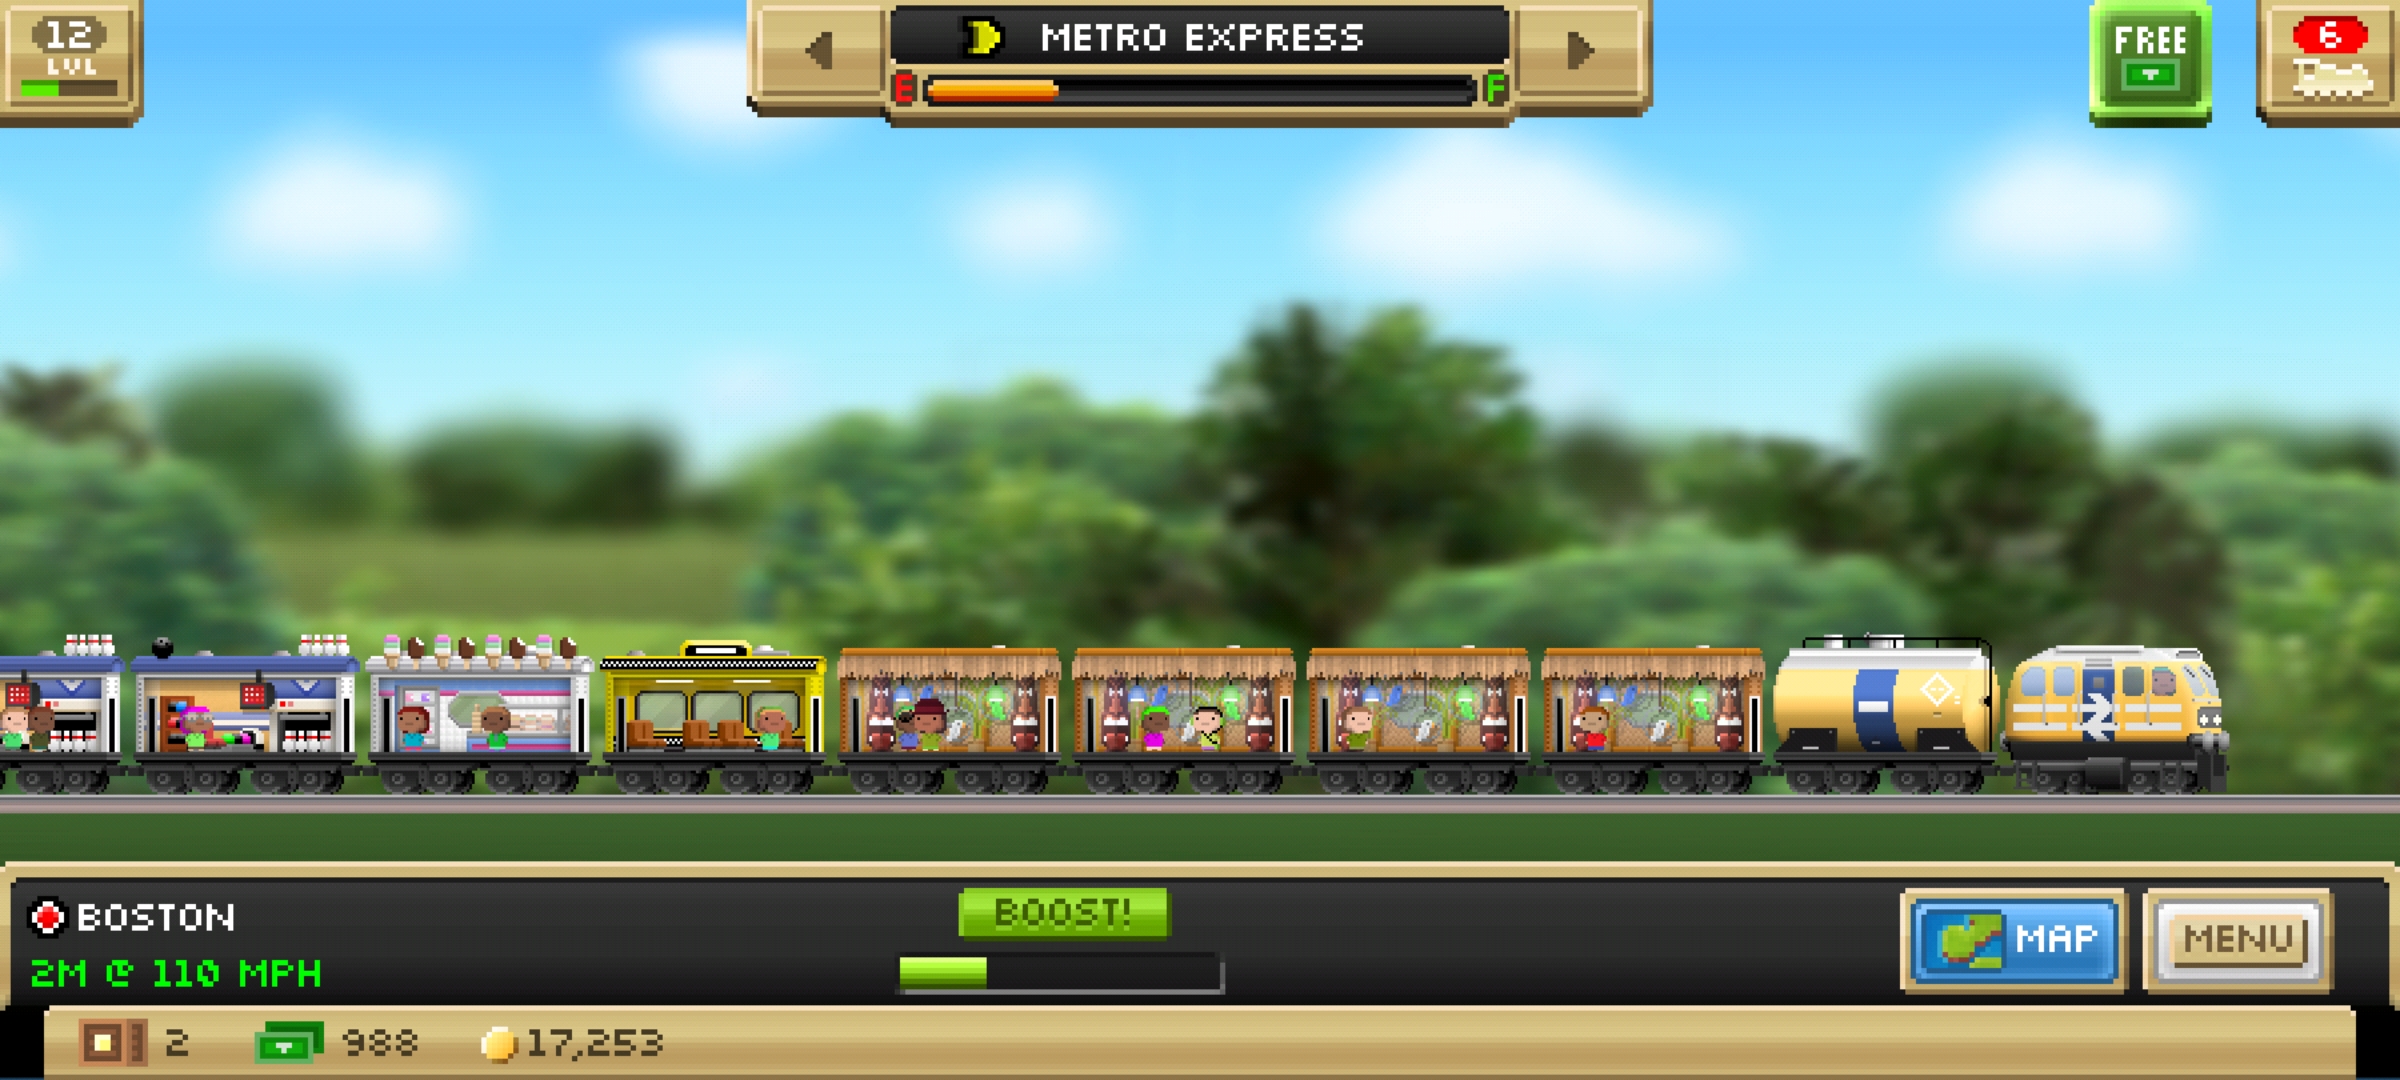 12
LVL
METRO EXPRESS
E F
FREE
6
BOSTON
2M @ 110 MPH
BOOST!
MAP
MENU
2
988
17,253